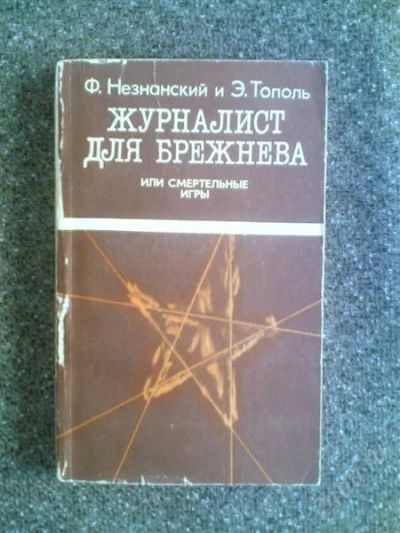 Ф. Незнанский и Э. Тополь
ЖУРНАЛИСТ
ДЛЯ БРЕЖНЕВА
ИЛИ СМЕРТЕЛЬНЫЕ
ИГРЫ